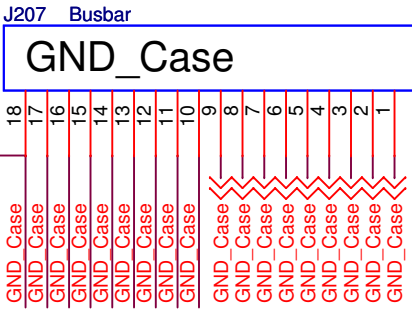 J207 Busbar
GND_Case
18 17 16 15 14 13 12 11 10 9 8 7 6 5 4 3 2 1
GND_Case GND_Case GND_Case GND_Case GND_Case GND_Case GND_Case GND_Case GND_Case GND_Case GND_Case GND_Case GND_Case GND_Case GND_Case GND_Case GND_Case GND_Case